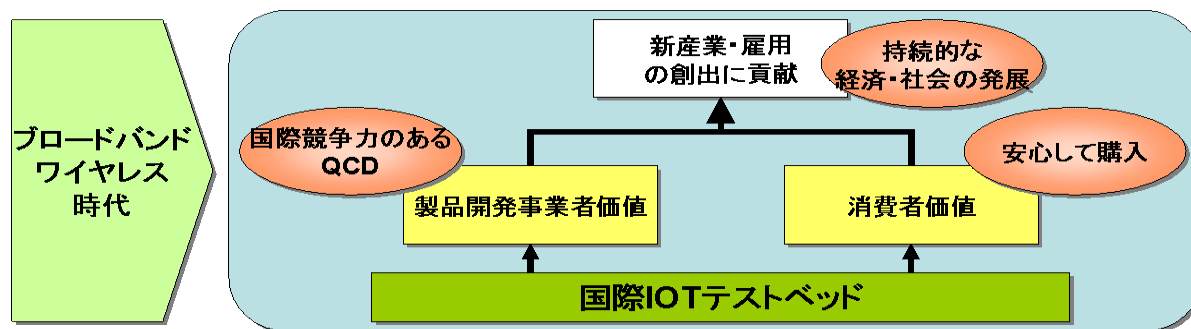 ブロードバンド
ワイヤレス
時代
新産業・雇用
の創出に貢献
持続的な
経済・社会の発展
国際競争力のある
QCD
安心して購入
製品開発事業者価値
消費者価値
国際IOTテストベッド